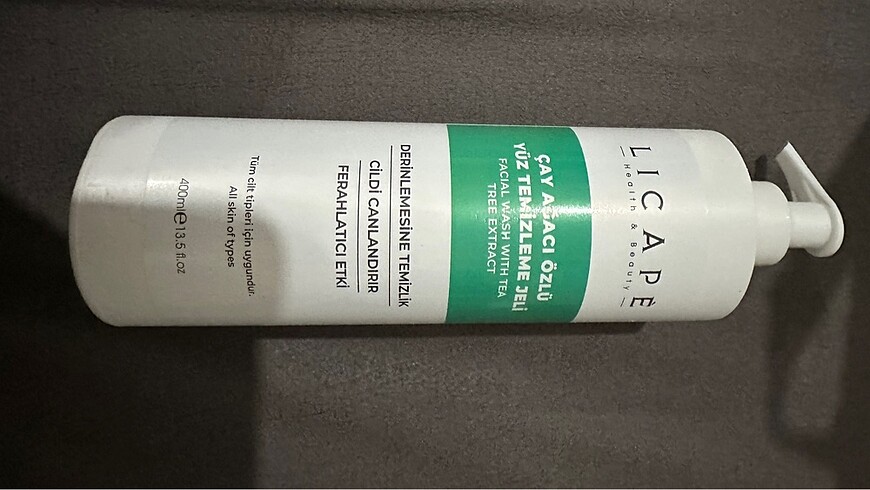 LICAPÉ
Health & Beauty
ÇAY AĞACI ÖZLÜ
YÜZ TEMİZLEME JELİ
FACIAL WASH WITH TEA
TREE EXTRACT
DERİNLEMESİNE TEMİZLİK
CİLDİ CANLANDIRIR
FERAHLATICI ETKİ
Tüm cilt tipleri için uygundur.
All skin of types
400ml e 13.5 fl.oz